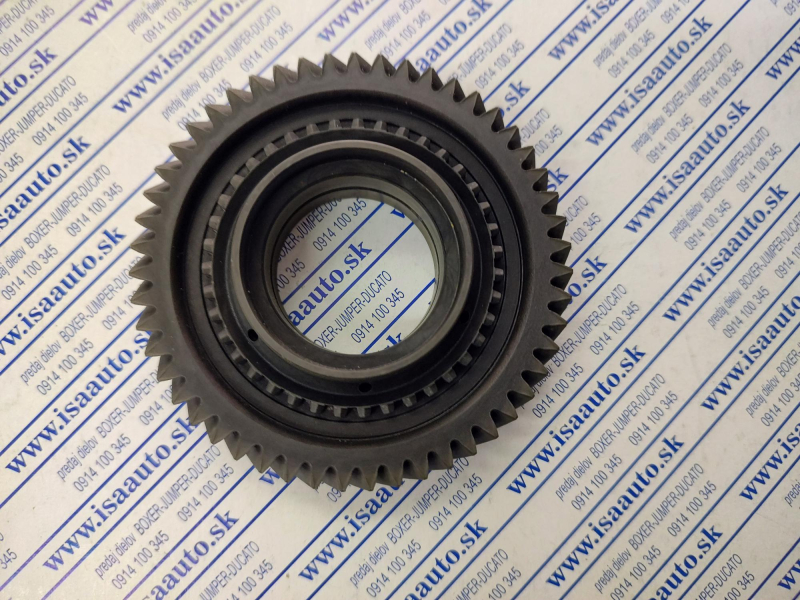 www.isaauto.sk
predaj dielov BOXER-JUMPER-DUCATO
0914 100 345